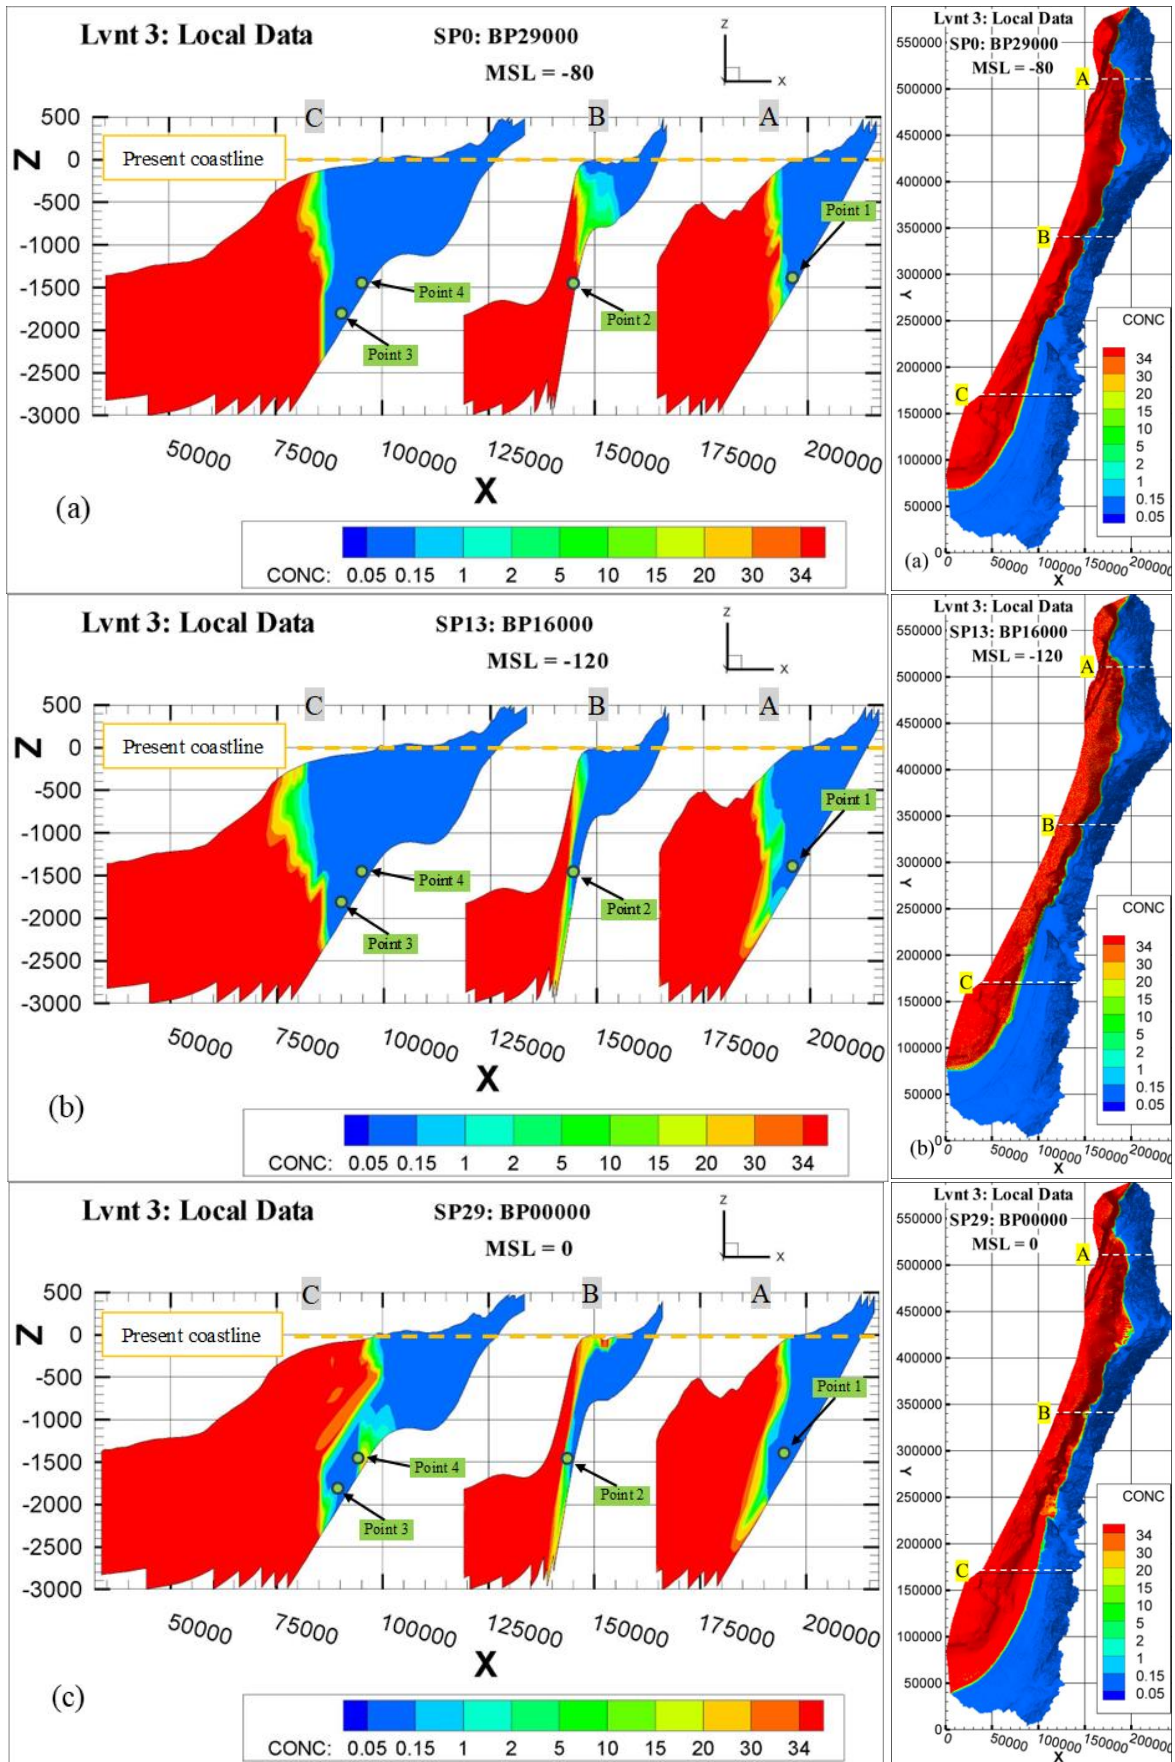 Lvnt 3: Local Data
SP0: BP29000
MSL = -80
Z
X
C
B
A
500
0
-500
-1000
-1500
-2000
-2500
-3000
Z
Present coastline
Point 1
Point 4
Point 2
Point 3
50000 75000 100000 125000 150000 175000 200000
X
(a)
CONC: 0.05 0.15 1 2 5 10 15 20 30 34
Lvnt 3: Local Data
SP0: BP29000
MSL = -80
550000
500000
450000
400000
350000
300000
250000
200000
150000
100000
50000
0
Y
A
B
C
CONC
34
30
20
15
10
5
2
1
0.15
0.05
(a)
0 50000 100000 150000 200000
X
Lvnt 3: Local Data
SP13: BP16000
MSL = -120
Z
X
C
B
A
500
0
-500
-1000
-1500
-2000
-2500
-3000
Z
Present coastline
Point 1
Point 4
Point 2
Point 3
50000 75000 100000 125000 150000 175000 200000
X
(b)
CONC: 0.05 0.15 1 2 5 10 15 20 30 34
Lvnt 3: Local Data
SP13: BP16000
MSL = -120
550000
500000
450000
400000
350000
300000
250000
200000
150000
100000
50000
0
Y
A
B
C
CONC
34
30
20
15
10
5
2
1
0.15
0.05
(b)
0 50000 100000 150000 200000
X
Lvnt 3: Local Data
SP29: BP00000
MSL = 0
Z
X
C
B
A
500
0
-500
-1000
-1500
-2000
-2500
-3000
Z
Present coastline
Point 1
Point 4
Point 2
Point 3
50000 75000 100000 125000 150000 175000 200000
X
(c)
CONC: 0.05 0.15 1 2 5 10 15 20 30 34
Lvnt 3: Local Data
SP29: BP00000
MSL = 0
550000
500000
450000
400000
350000
300000
250000
200000
150000
100000
50000
0
Y
A
B
C
CONC
34
30
20
15
10
5
2
1
0.15
0.05
0 50000 100000 150000 200000
X